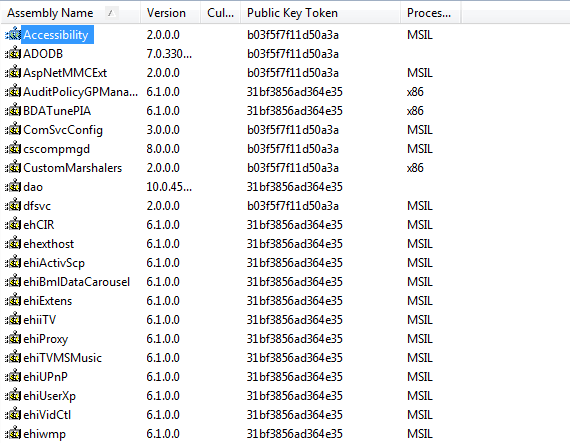 Assembly Name Version Cul... Public Key Token Proces...
Accessibility 2.0.0.0 b03f5f7f11d50a3a MSIL
ADODB 7.0.330... b03f5f7f11d50a3a
AspNetMMCExt 2.0.0.0 b03f5f7f11d50a3a MSIL
AuditPolicyGPMana... 6.1.0.0 31bf3856ad364e35 x86
BDATunePIA 6.1.0.0 31bf3856ad364e35 x86
ComSvcConfig 3.0.0.0 b03f5f7f11d50a3a MSIL
cscompmgd 8.0.0.0 b03f5f7f11d50a3a MSIL
CustomMarshalers 2.0.0.0 b03f5f7f11d50a3a x86
dao 10.0.45... 31bf3856ad364e35
dfsvc 2.0.0.0 b03f5f7f11d50a3a MSIL
ehCIR 6.1.0.0 31bf3856ad364e35 MSIL
ehexthost 6.1.0.0 31bf3856ad364e35 MSIL
ehiActivScp 6.1.0.0 31bf3856ad364e35 MSIL
ehiBmlDataCarousel 6.1.0.0 31bf3856ad364e35 MSIL
ehiExtens 6.1.0.0 31bf3856ad364e35 MSIL
ehiiTV 6.1.0.0 31bf3856ad364e35 MSIL
ehiProxy 6.1.0.0 31bf3856ad364e35 MSIL
ehiTVMSMusic 6.1.0.0 31bf3856ad364e35 MSIL
ehiUPnP 6.1.0.0 31bf3856ad364e35 MSIL
ehiUserXp 6.1.0.0 31bf3856ad364e35 MSIL
ehiVidCtl 6.1.0.0 31bf3856ad364e35 MSIL
ehiwmp 6.1.0.0 31bf3856ad364e35 MSIL